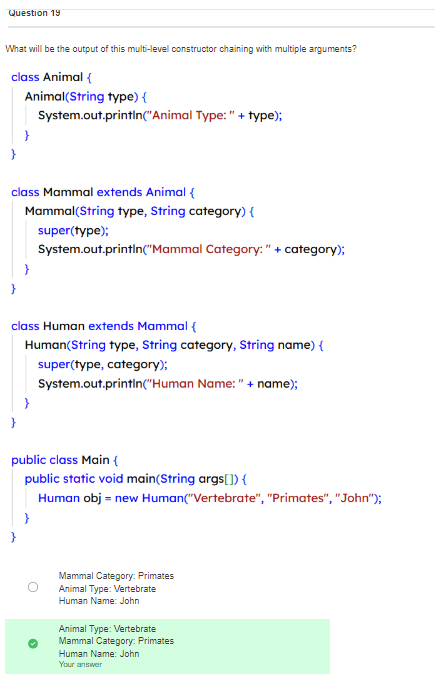 Question 19
What will be the output of this multi-level constructor chaining with multiple arguments?
class Animal {
Animal(String type) {
System.out.println("Animal Type: " + type);
}
}
class Mammal extends Animal {
Mammal(String type, String category) {
super(type);
System.out.println("Mammal Category: " + category);
}
}
class Human extends Mammal {
Human(String type, String category, String name) {
super(type, category);
System.out.println("Human Name: " + name);
}
}
public class Main {
public static void main(String args[]) {
Human obj = new Human("Vertebrate", "Primates", "John");
}
}
Mammal Category: Primates
Animal Type: Vertebrate
Human Name: John
Animal Type: Vertebrate
Mammal Category: Primates
Human Name: John
Your answer